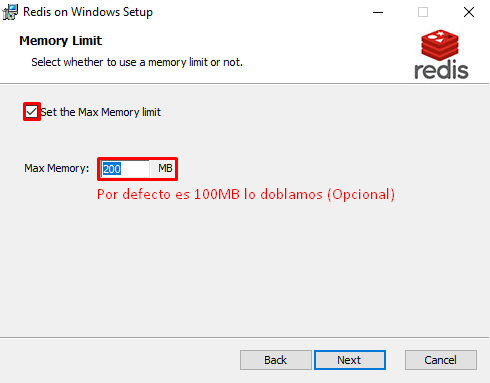 Redis on Windows Setup
Memory Limit
Select whether to use a memory limit or not.
redis
Set the Max Memory limit
Max Memory: 200 MB
Por defecto es 100MB lo doblamos (Opcional)
Back Next Cancel